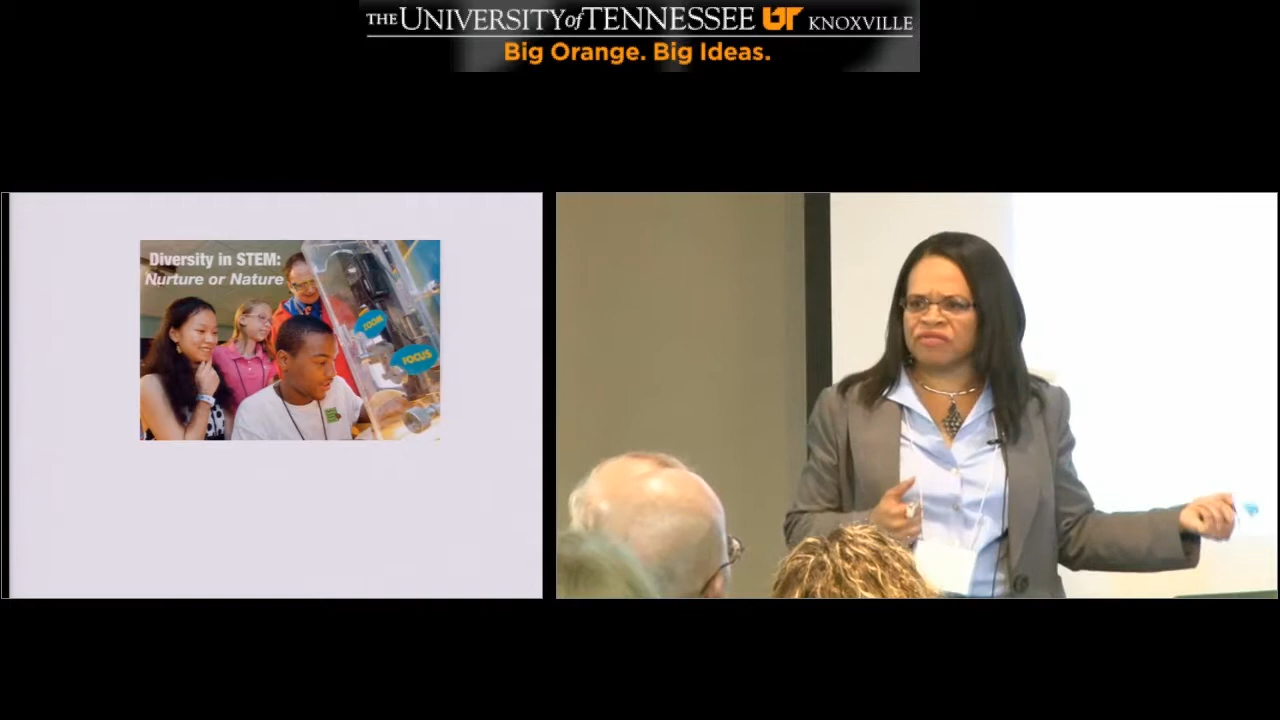 THE UNIVERSITY of TENNESSEE UT KNOXVILLE
Big Orange. Big Ideas.
Diversity in STEM:
Nurture or Nature
ZOOM
FOCUS